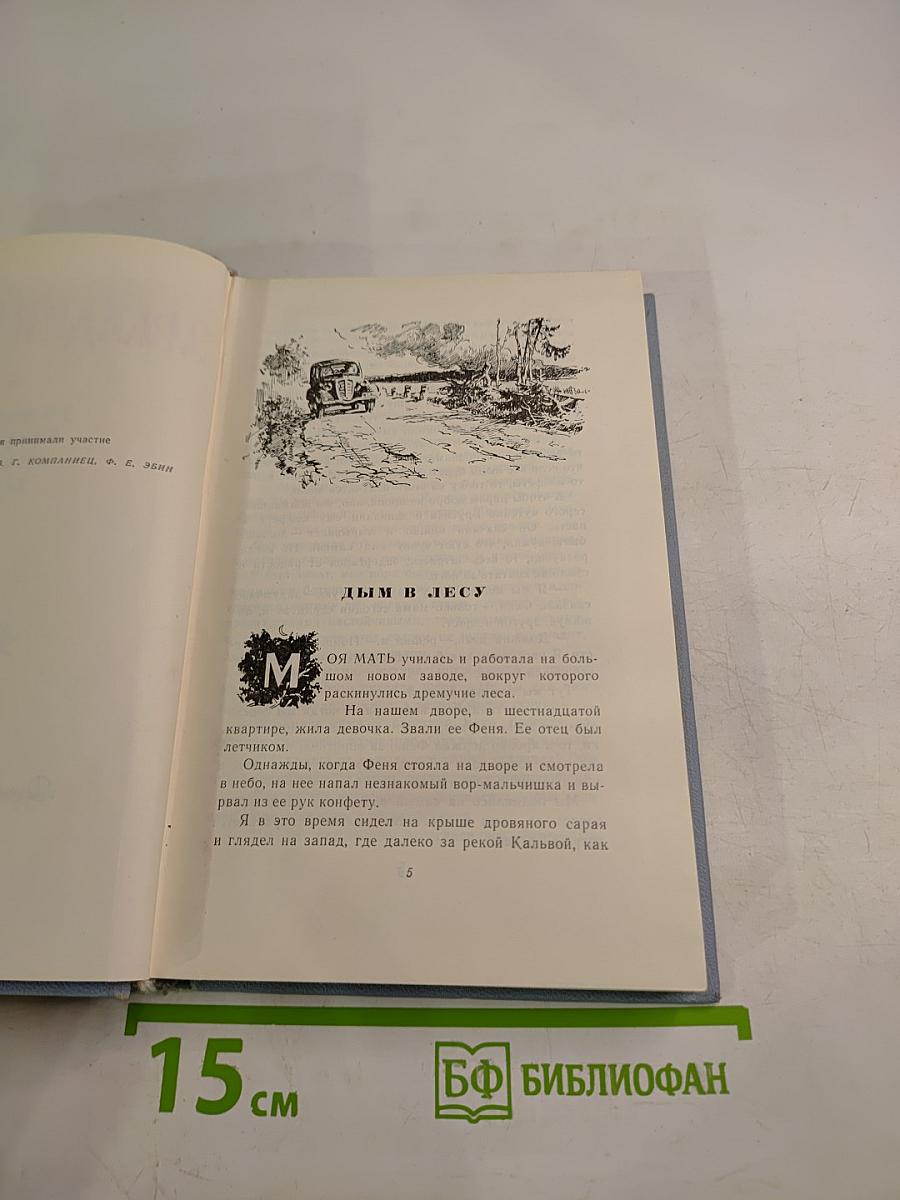 в принимали участие
Г. КОМПАНИЕЦ, Ф. Е. ЭБИН
ДЫМ В ЛЕСУ
МОЯ МАТЬ училась и работала на боль-
шом новом заводе, вокруг которого
раскинулись дремучие леса.
На нашем дворе, в шестнадцатой
квартире, жила девочка. Звали ее Феня. Ее отец был
летчиком.
Однажды, когда Феня стояла на дворе и смотрела
в небо, на нее напал незнакомый вор-мальчишка и вы-
рвал из ее рук конфету.
Я в это время сидел на крыше дровяного сарая
и глядел на запад, где далеко за рекой Кальвой, как
5
15 см
БФ БИБЛИОФАН